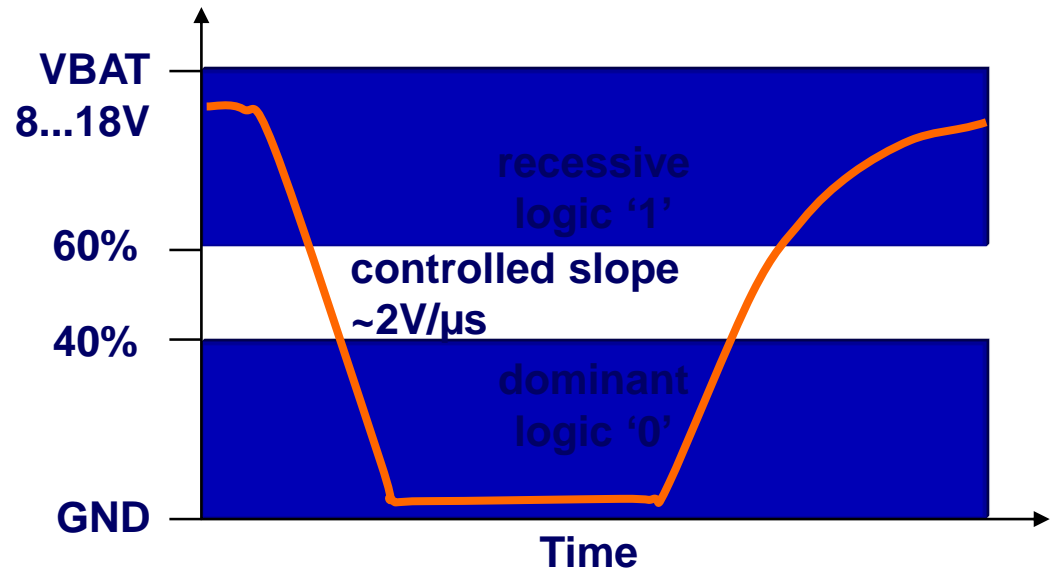 VBAT
8...18V
recessive
logic ‘1’
60%
controlled slope
~2V/µs
40%
dominant
logic ‘0’
GND
Time